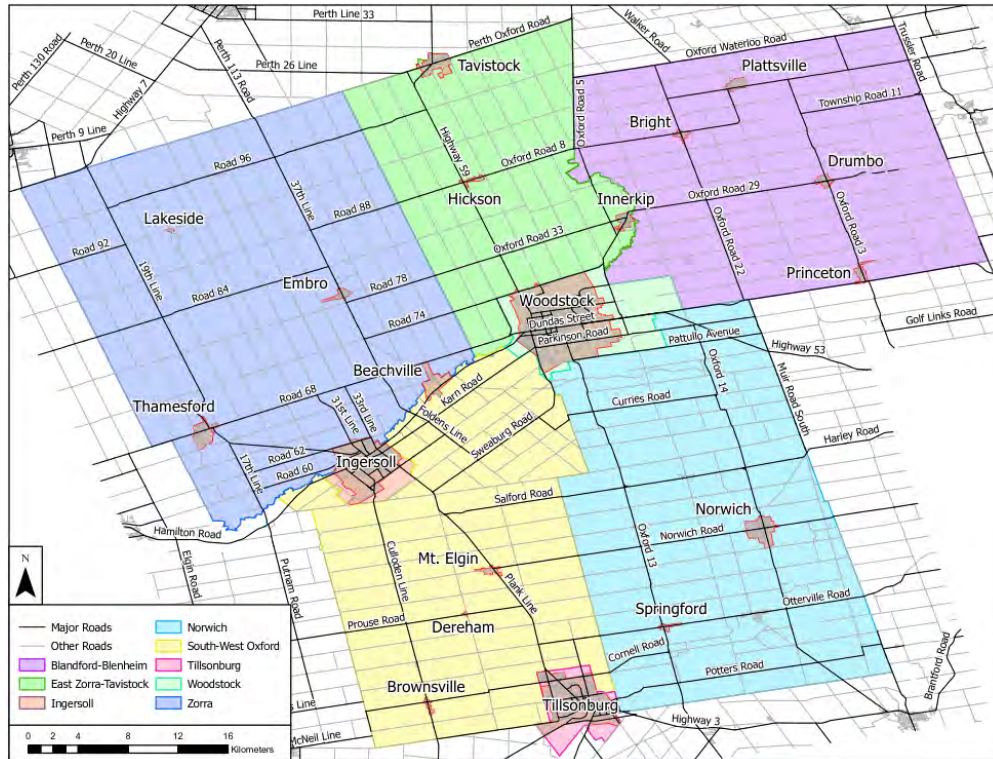 Perth Line 33
Walker Road
Trussler Road
Perth Oxford Road
Oxford Waterloo Road
Perth 130 Road
Perth 20 Line
Perth 113 Road
Perth 26 Line
Tavistock
Plattsville
Highway 7
Township Road 11
Oxford Road 5
Perth 9 Line
Bright
Highway 59
Oxford Road 8
Drumbo
Road 96
37th Line
Hickson
Oxford Road 29
Road 88
Innerkip
Lakeside
Oxford Road 33
Oxford Road 22
Oxford Road 3
Road 92
19th Line
Road 84
Embro
Road 78
Princeton
Woodstock
Dundas Street
Road 74
Parkinson Road
Golf Links Road
Pattullo Avenue
Highway 53
Beachville
Oxford 14
Muir Road South
Karn Road
Road 68
31st Line
33rd Line
Foldens Line
Curries Road
Thamesford
Sweaburg Road
Harley Road
Road 62
Ingersoll
17th Line
Road 60
Salford Road
Norwich
Hamilton Road
Norwich Road
Elgin Road
Putnam Road
Culloden Line
Mt. Elgin
Plank Line
Oxford 13
N
Otterville Road
Springford
Prouse Road
Dereham
Cornell Road
Potters Road
Brownsville
Brantford Road
s Line
Tillsonburg
Highway 3
McNeil Line
Major Roads
Other Roads
Blandford-Blenheim
East Zorra-Tavistock
Ingersoll
Norwich
South-West Oxford
Tillsonburg
Woodstock
Zorra
0 2 4 8 12 16
Kilometers